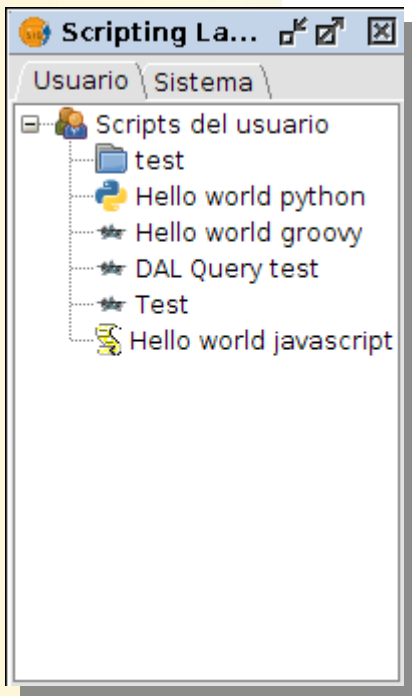 Scripting La...
Usuario Sistema
Scripts del usuario
test
Hello world python
Hello world groovy
DAL Query test
Test
Hello world javascript